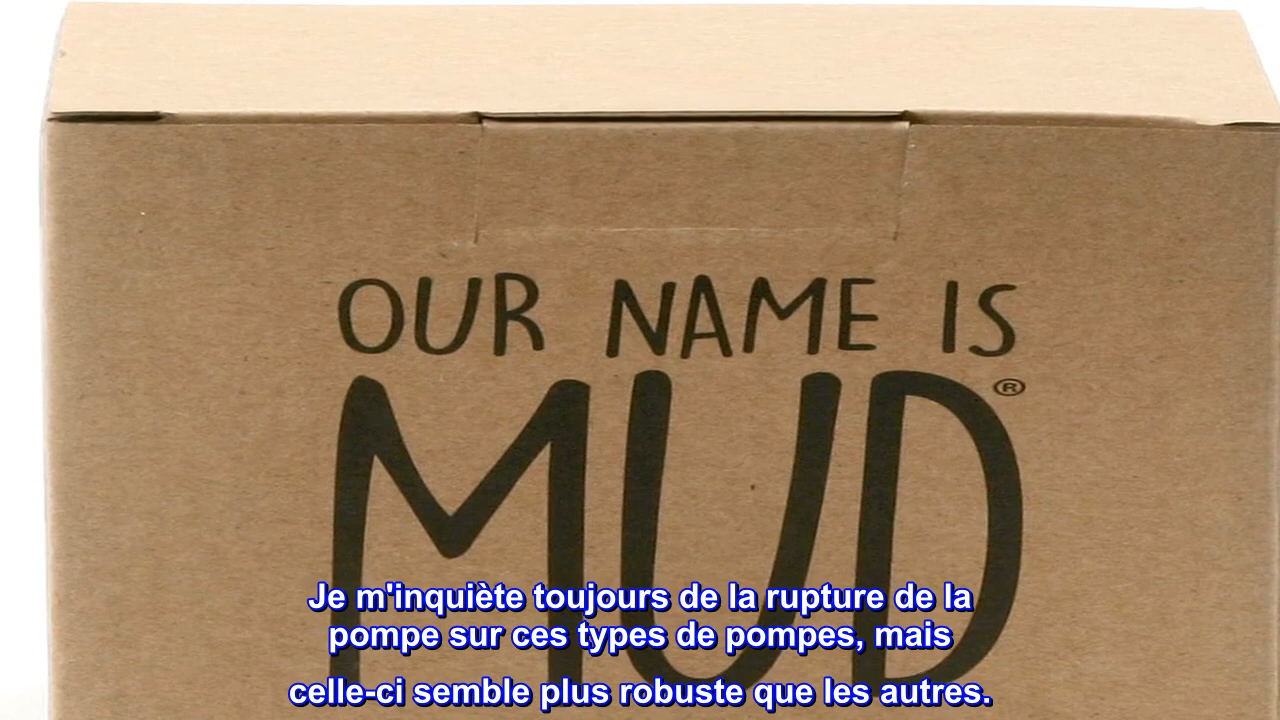 OUR NAME IS
MUD®
Je m'inquiète toujours de la rupture de la
pompe sur ces types de pompes, mais
celle-ci semble plus robuste que les autres.